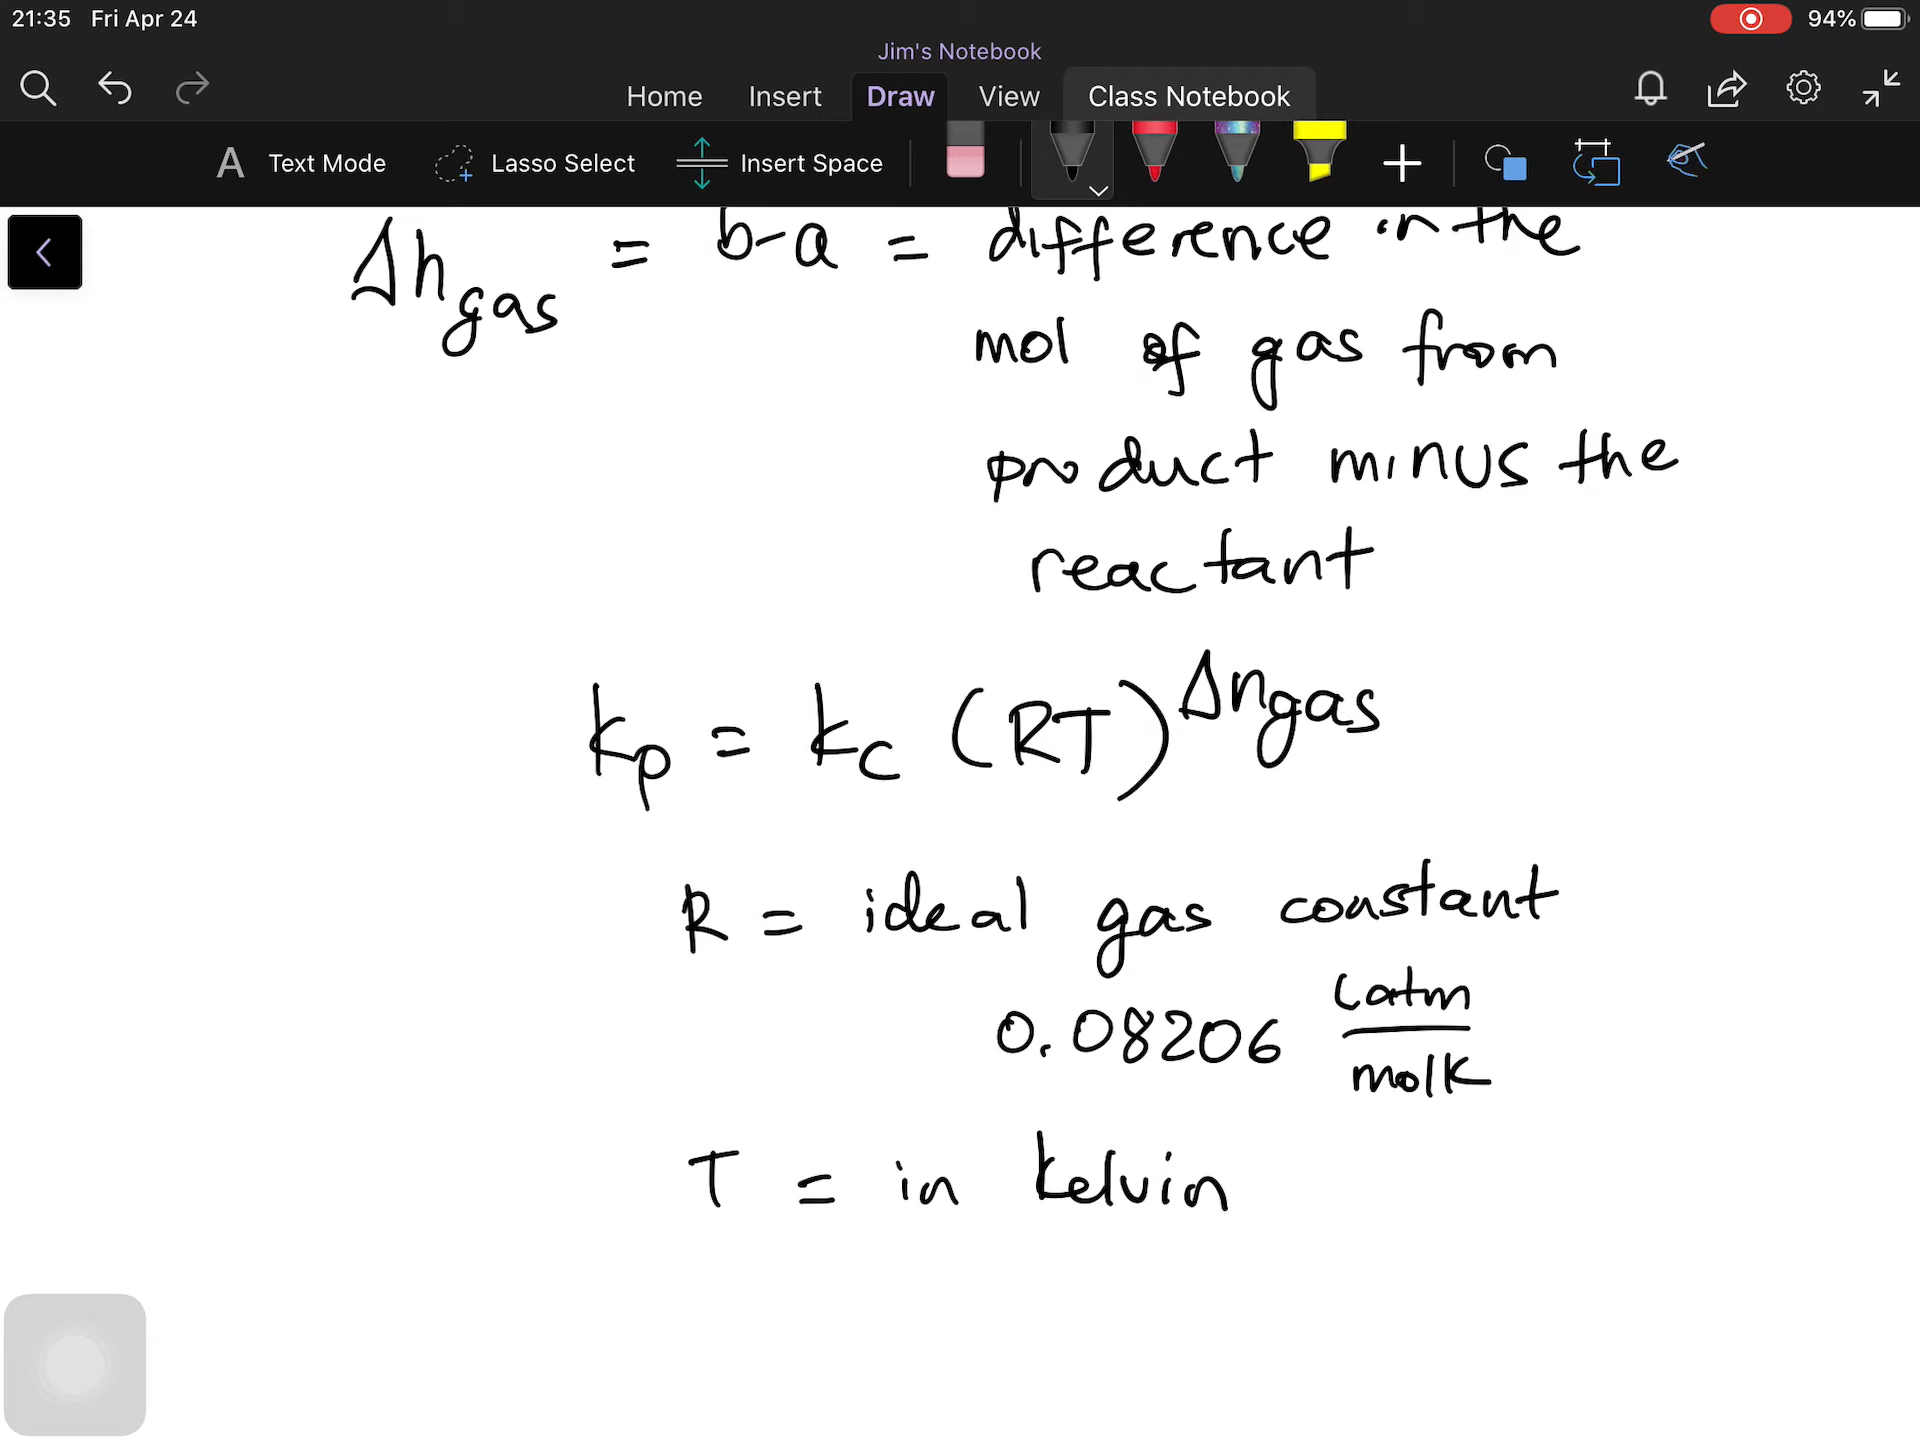 21:35 Fri Apr 24
94%
Jim's Notebook
Home Insert Draw View Class Notebook
A Text Mode Lasso Select Insert Space
Δn gas = b-a = difference in the
mol of gas from
product minus the
reactant
kp = kc (RT)^Δngas
R = ideal gas constant
0.08206 Latm
molK
T = in kelvin